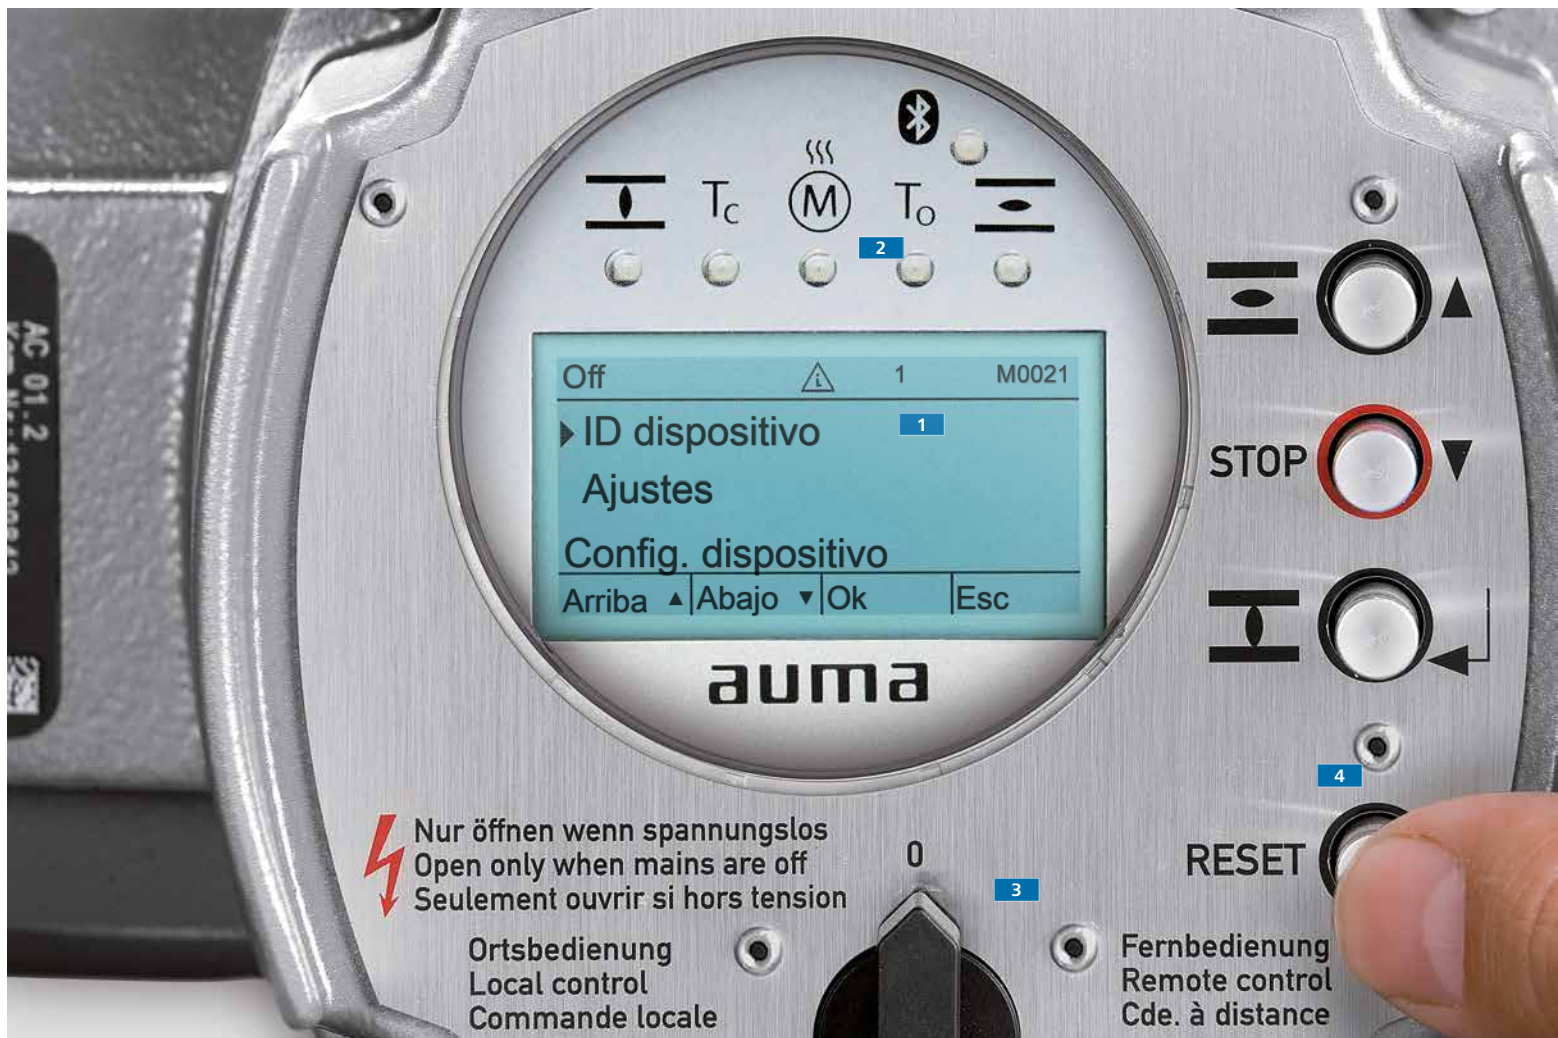 Tc
M
To
2
Off 1 M0021
ID dispositivo
1
Ajustes
Config. dispositivo
Arriba ▲ Abajo ▼ Ok Esc
auma
STOP
4
RESET
Nur öffnen wenn spannungslos
Open only when mains are off
Seulement ouvrir si hors tension
0
3
Ortsbedienung
Local control
Commande locale
Fernbedienung
Remote control
Cde. à distance
AC 01.2